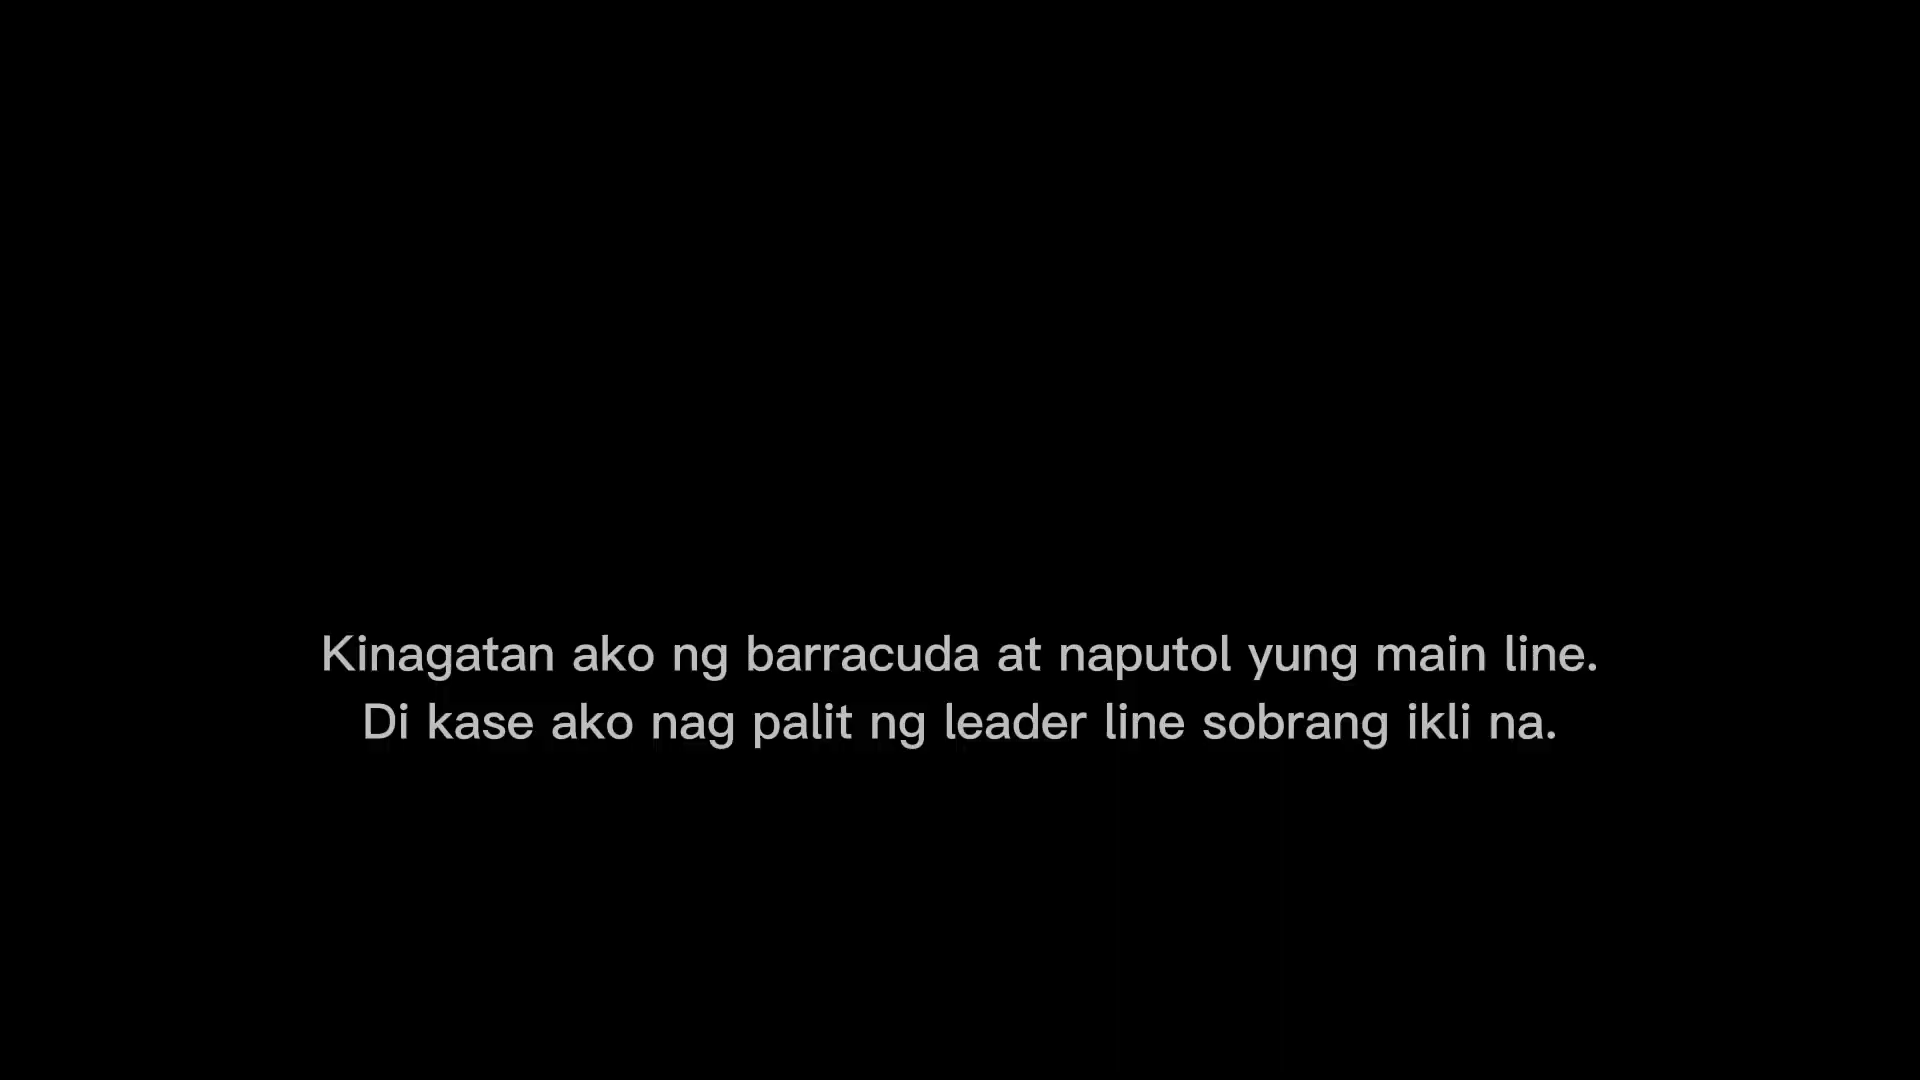 Kinagatan ako ng barracuda at naputol yung main line.
Di kase ako nag palit ng leader line sobrang ikli na.